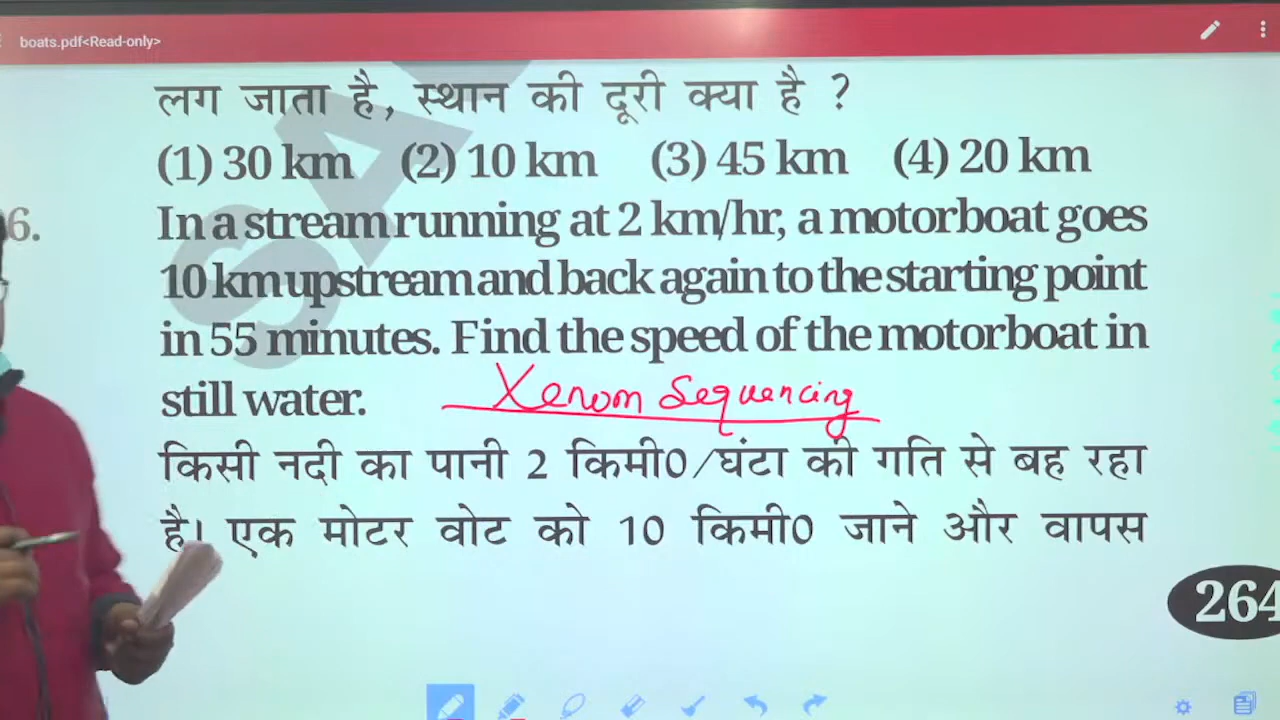 boats.pdf<Read-only>
लग जाता है, स्थान की दूरी क्या है ?
(1) 30 km (2) 10 km (3) 45 km (4) 20 km
6. In a stream running at 2 km/hr, a motorboat goes
10 km upstream and back again to the starting point
in 55 minutes. Find the speed of the motorboat in
still water.
Xenom Sequencing
किसी नदी का पानी 2 किमी0/घंटा की गति से बह रहा
है। एक मोटर वोट को 10 किमी0 जाने और वापस
264